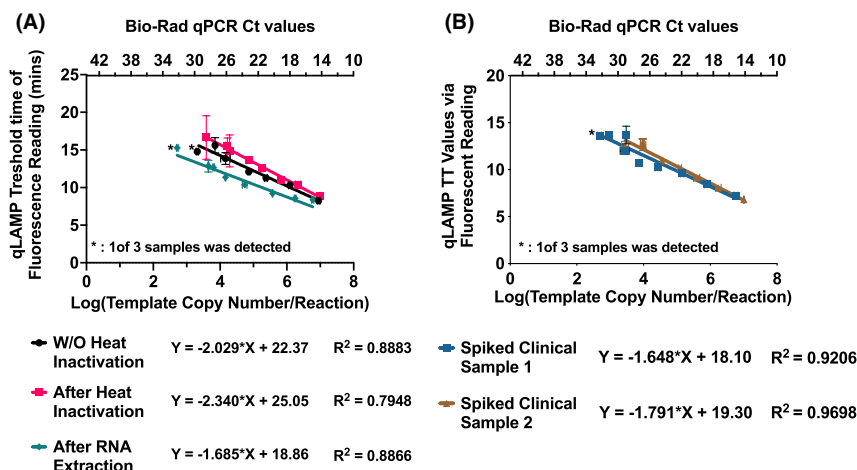 (A)
Bio-Rad qPCR Ct values
42 38 34 30 26 22 18 14 10
qLAMP Treshold time of
Fluorescence Reading (mins)
25
20
15
10
5
0
*
*
* : 1of 3 samples was detected
0 2 4 6 8
Log(Template Copy Number/Reaction)
W/O Heat
Inactivation
Y = -2.029*X + 22.37
R2 = 0.8883
After Heat
Inactivation
Y = -2.340*X + 25.05
R2 = 0.7948
After RNA
Extraction
Y = -1.685*X + 18.86
R2 = 0.8866
(B)
Bio-Rad qPCR Ct values
42 38 34 30 26 22 18 14 10
qLAMP TT Values via
Fluorescent Reading
20
15
10
5
0
*
* : 1of 3 samples was detected
0 2 4 6 8
Log(Template Copy Number/Reaction)
Spiked Clinical
Sample 1
Y = -1.648*X + 18.10
R2 = 0.9206
Spiked Clinical
Sample 2
Y = -1.791*X + 19.30
R2 = 0.9698